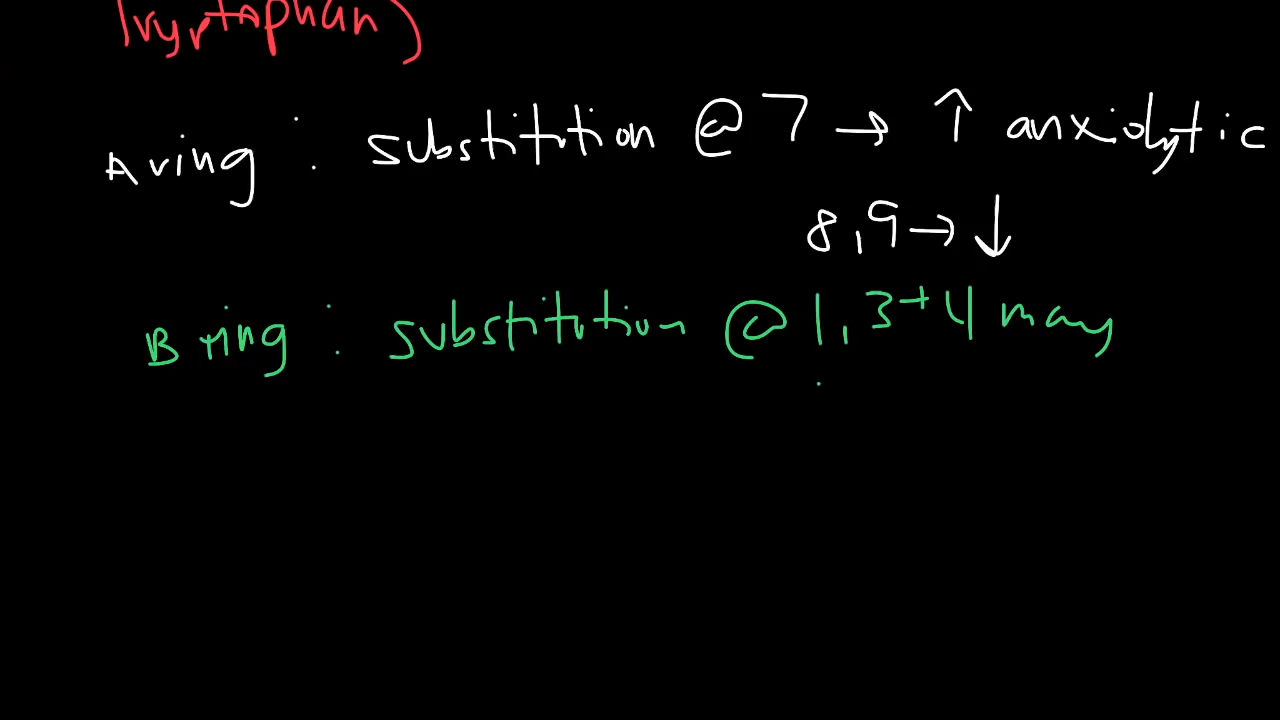 tryptophan)
A ring : substitution @ 7 → ↑ anxiolytic
8,9 → ↓
B ring : substitution @ 1, 3 + 4 may